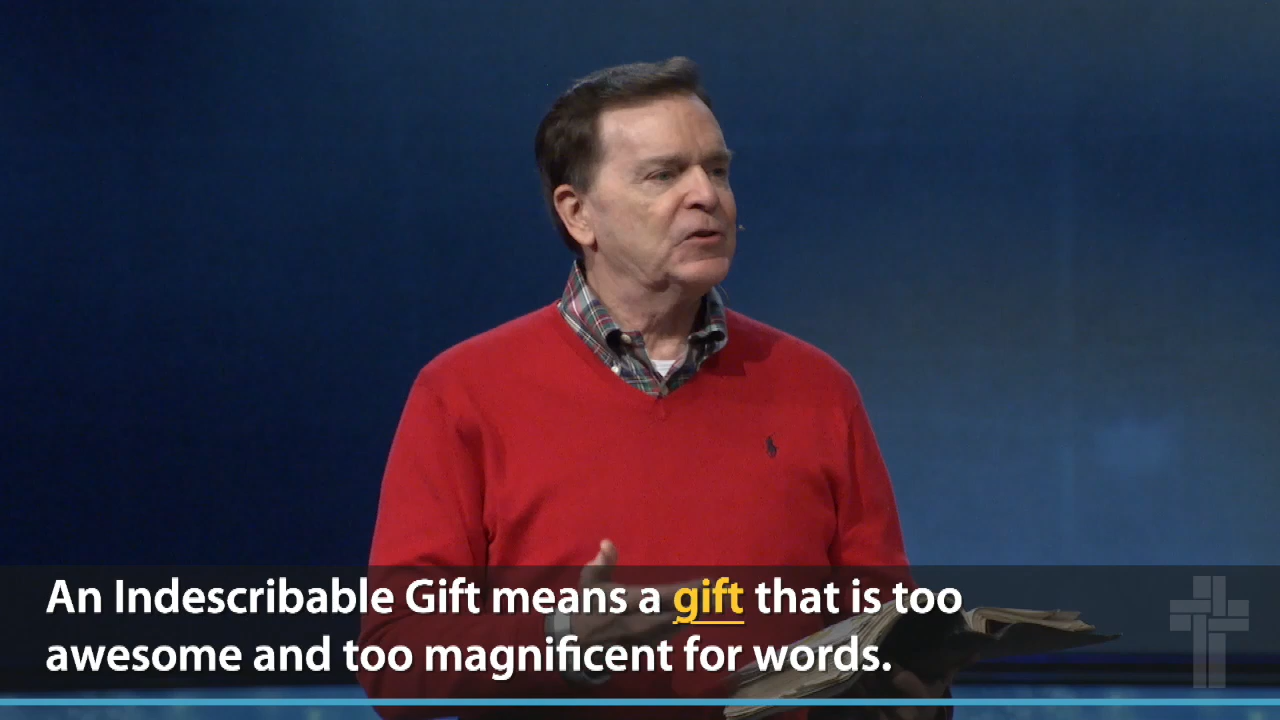 An Indescribable Gift means a gift that is too
awesome and too magnificent for words.